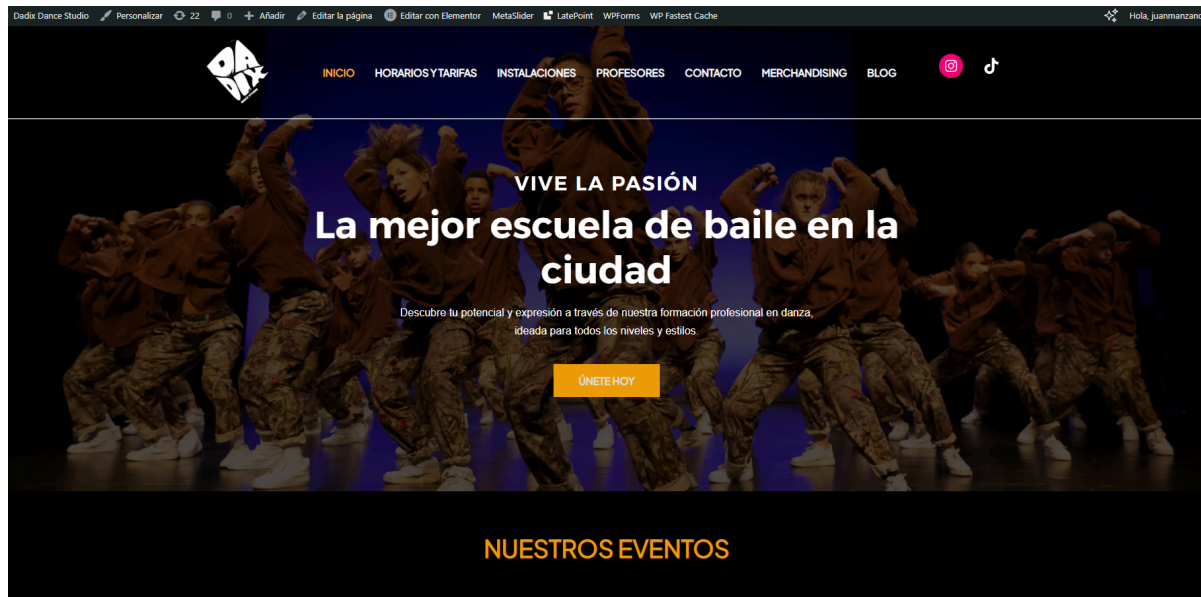 Dadix Dance Studio Personalizar 22 0 Añadir Editar la página Editar con Elementor MetaSlider LatePoint WPForms WP Fastest Cache Hola, juanmanzano
DADIX
INICIO HORARIOS Y TARIFAS INSTALACIONES PROFESORES CONTACTO MERCHANDISING BLOG
VIVE LA PASIÓN
La mejor escuela de baile en la
ciudad
Descubre tu potencial y expresión a través de nuestra formación profesional en danza,
ideada para todos los niveles y estilos.
ÚNETE HOY
NUESTROS EVENTOS